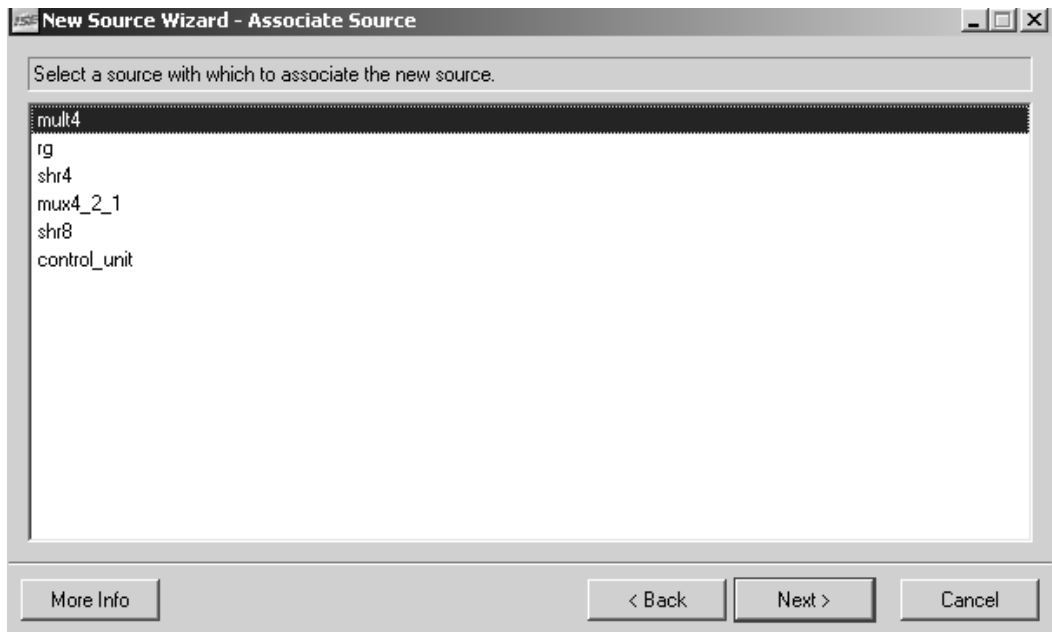 ISE New Source Wizard - Associate Source
Select a source with which to associate the new source.
mult4
rg
shr4
mux4_2_1
shr8
control_unit
More Info
< Back
Next >
Cancel